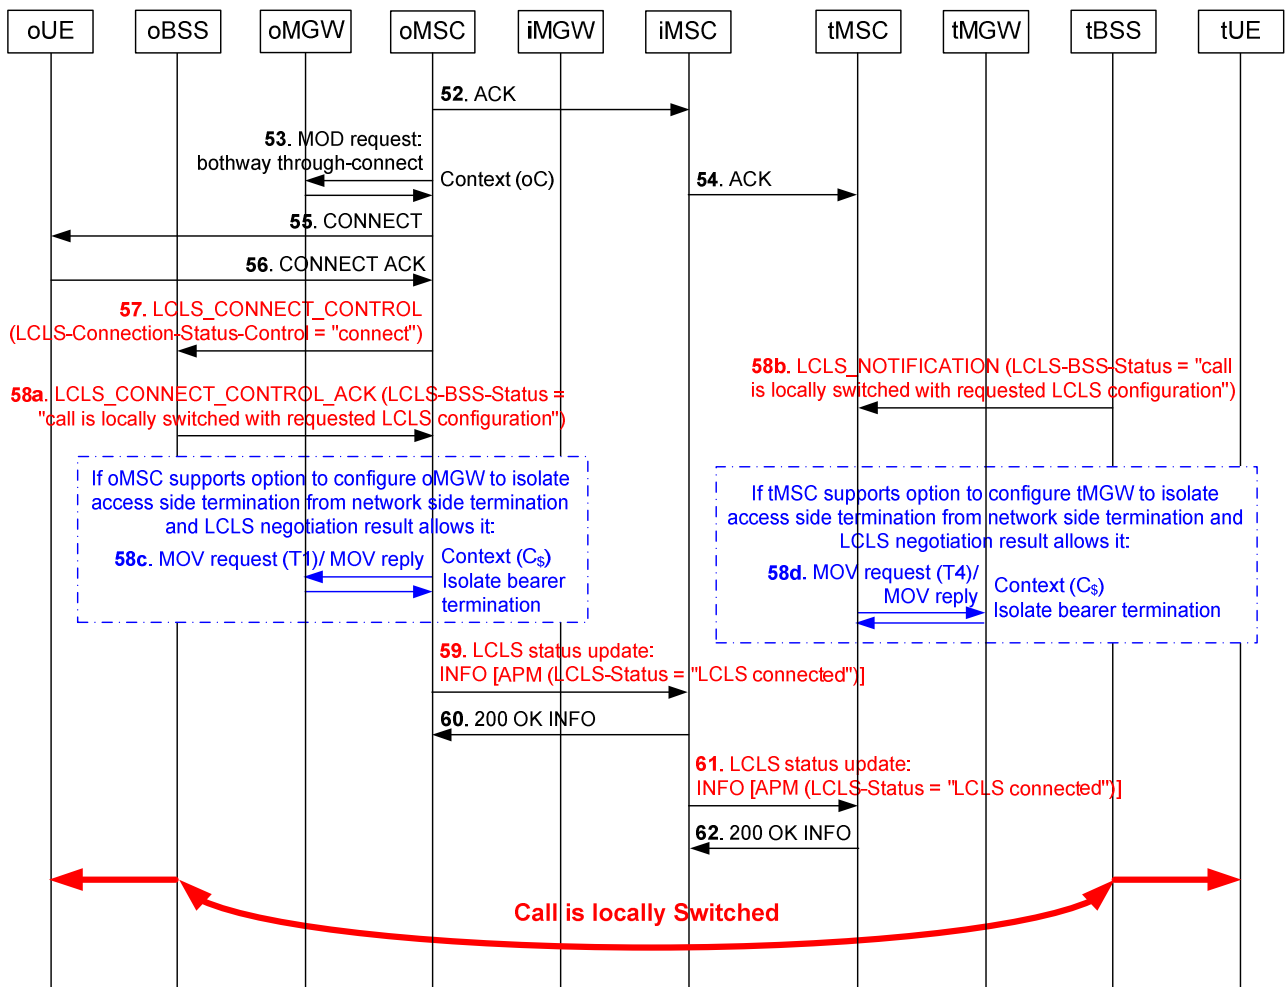 oUE
oBSS
oMGW
oMSC
iMGW
iMSC
tMSC
tMGW
tBSS
tUE
52. ACK
53. MOD request:
bothway through-connect
Context (oC)
54. ACK
55. CONNECT
56. CONNECT ACK
57. LCLS_CONNECT_CONTROL
(LCLS-Connection-Status-Control = "connect")
58b. LCLS_NOTIFICATION (LCLS-BSS-Status = "call
is locally switched with requested LCLS configuration")
58a. LCLS_CONNECT_CONTROL_ACK (LCLS-BSS-Status =
"call is locally switched with requested LCLS configuration")
If oMSC supports option to configure oMGW to isolate
access side termination from network side termination
and LCLS negotiation result allows it:
58c. MOV request (T1)/ MOV reply
Context (C$)
Isolate bearer
termination
If tMSC supports option to configure tMGW to isolate
access side termination from network side termination and
LCLS negotiation result allows it:
58d. MOV request (T4)/
MOV reply
Context (C$)
Isolate bearer termination
59. LCLS status update:
INFO [APM (LCLS-Status = "LCLS connected")]
60. 200 OK INFO
61. LCLS status update:
INFO [APM (LCLS-Status = "LCLS connected")]
62. 200 OK INFO
Call is locally Switched